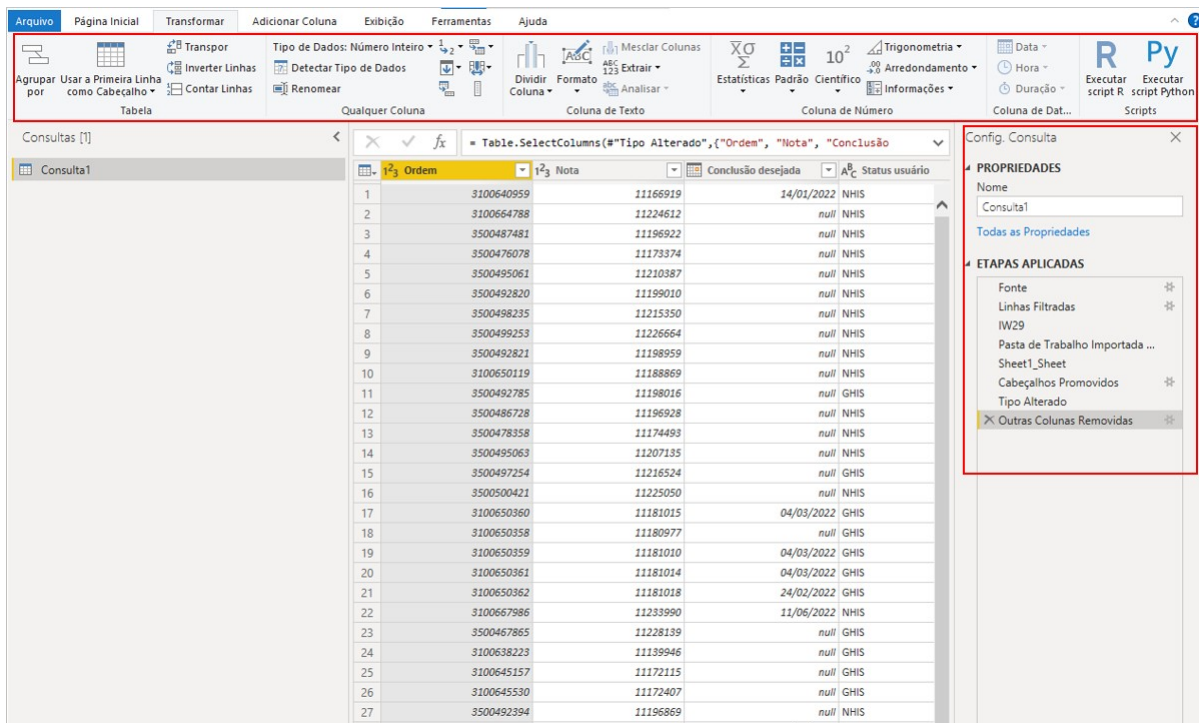 Arquivo Página Inicial Transformar Adicionar Coluna Exibição Ferramentas Ajuda
Agrupar por
Usar a Primeira Linha como Cabeçalho
Transpor
Inverter Linhas
Contar Linhas
Tabela
Tipo de Dados: Número Inteiro
Detectar Tipo de Dados
Renomear
Qualquer Coluna
Dividir Coluna
Formato
Mesclar Colunas
Extrair
Analisar
Coluna de Texto
Estatísticas
Padrão
Científico
Trigonometria
Arredondamento
Informações
Coluna de Número
Data
Hora
Duração
Coluna de Dat...
Executar script R
Executar script Python
Scripts
Consultas [1]
Consulta1
fx = Table.SelectColumns(#"Tipo Alterado",{"Ordem", "Nota", "Conclusão
Ordem Nota Conclusão desejada Status usuário
1 3100640959 11166919 14/01/2022 NHIS
2 3100664788 11224612 null NHIS
3 3500487481 11196922 null NHIS
4 3500476078 11173374 null NHIS
5 3500495061 11210387 null NHIS
6 3500492820 11199010 null NHIS
7 3500498235 11215350 null NHIS
8 3500499253 11226664 null NHIS
9 3500492821 11198959 null NHIS
10 3100650119 11188869 null NHIS
11 3500492785 11198016 null GHIS
12 3500486728 11196928 null NHIS
13 3500478358 11174493 null NHIS
14 3500495063 11207135 null NHIS
15 3500497254 11216524 null GHIS
16 3500500421 11225050 null NHIS
17 3100650360 11181015 04/03/2022 GHIS
18 3100650358 11180977 null GHIS
19 3100650359 11181010 04/03/2022 GHIS
20 3100650361 11181014 04/03/2022 GHIS
21 3100650362 11181018 24/02/2022 GHIS
22 3100667986 11233990 11/06/2022 NHIS
23 3500467865 11228139 null GHIS
24 3100638223 11139946 null GHIS
25 3100645157 11172115 null GHIS
26 3100645530 11172407 null GHIS
27 3500492394 11196869 null NHIS
Config. Consulta
PROPRIEDADES
Nome
Consulta1
Todas as Propriedades
ETAPAS APLICADAS
Fonte
Linhas Filtradas
IW29
Pasta de Trabalho Importada ...
Sheet1_Sheet
Cabeçalhos Promovidos
Tipo Alterado
Outras Colunas Removidas